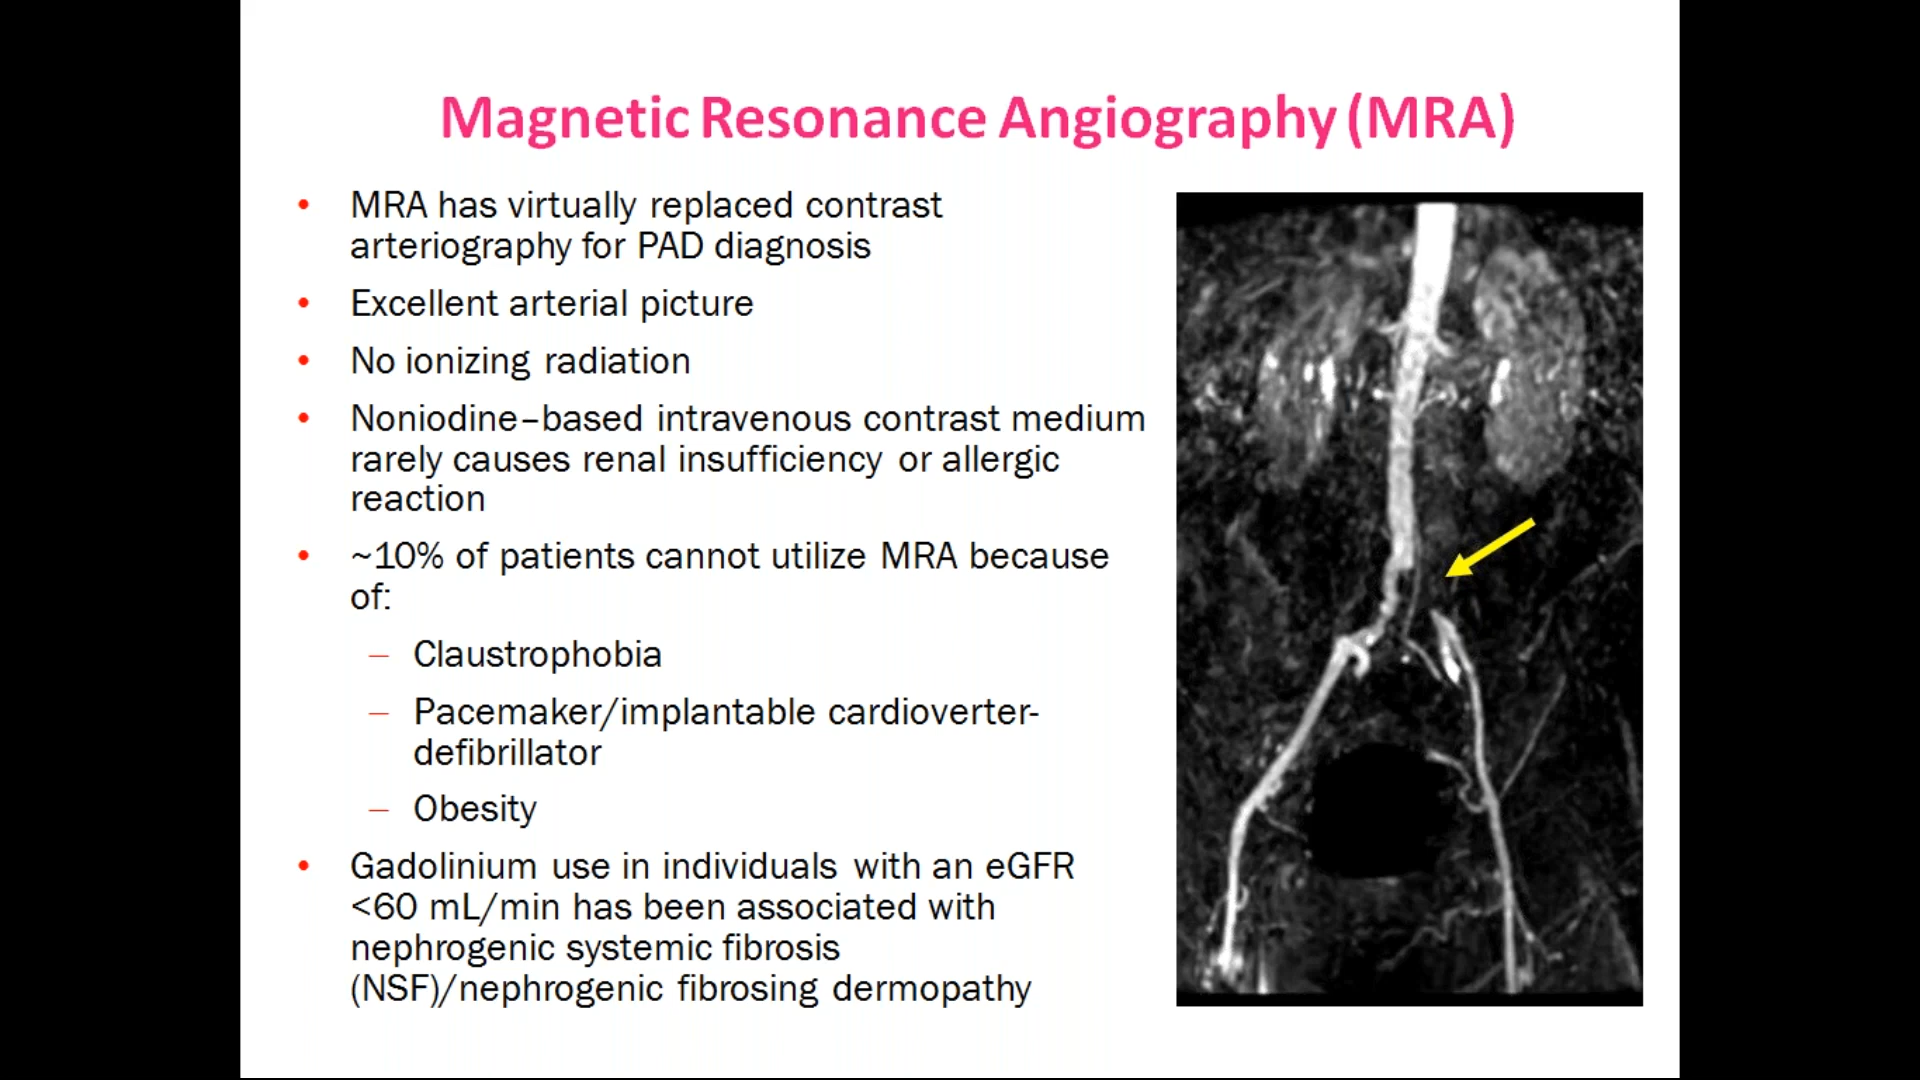 Magnetic Resonance Angiography (MRA)
• MRA has virtually replaced contrast
arteriography for PAD diagnosis
• Excellent arterial picture
• No ionizing radiation
• Noniodine–based intravenous contrast medium
rarely causes renal insufficiency or allergic
reaction
• ~10% of patients cannot utilize MRA because
of:
– Claustrophobia
– Pacemaker/implantable cardioverter-
defibrillator
– Obesity
• Gadolinium use in individuals with an eGFR
<60 mL/min has been associated with
nephrogenic systemic fibrosis
(NSF)/nephrogenic fibrosing dermopathy